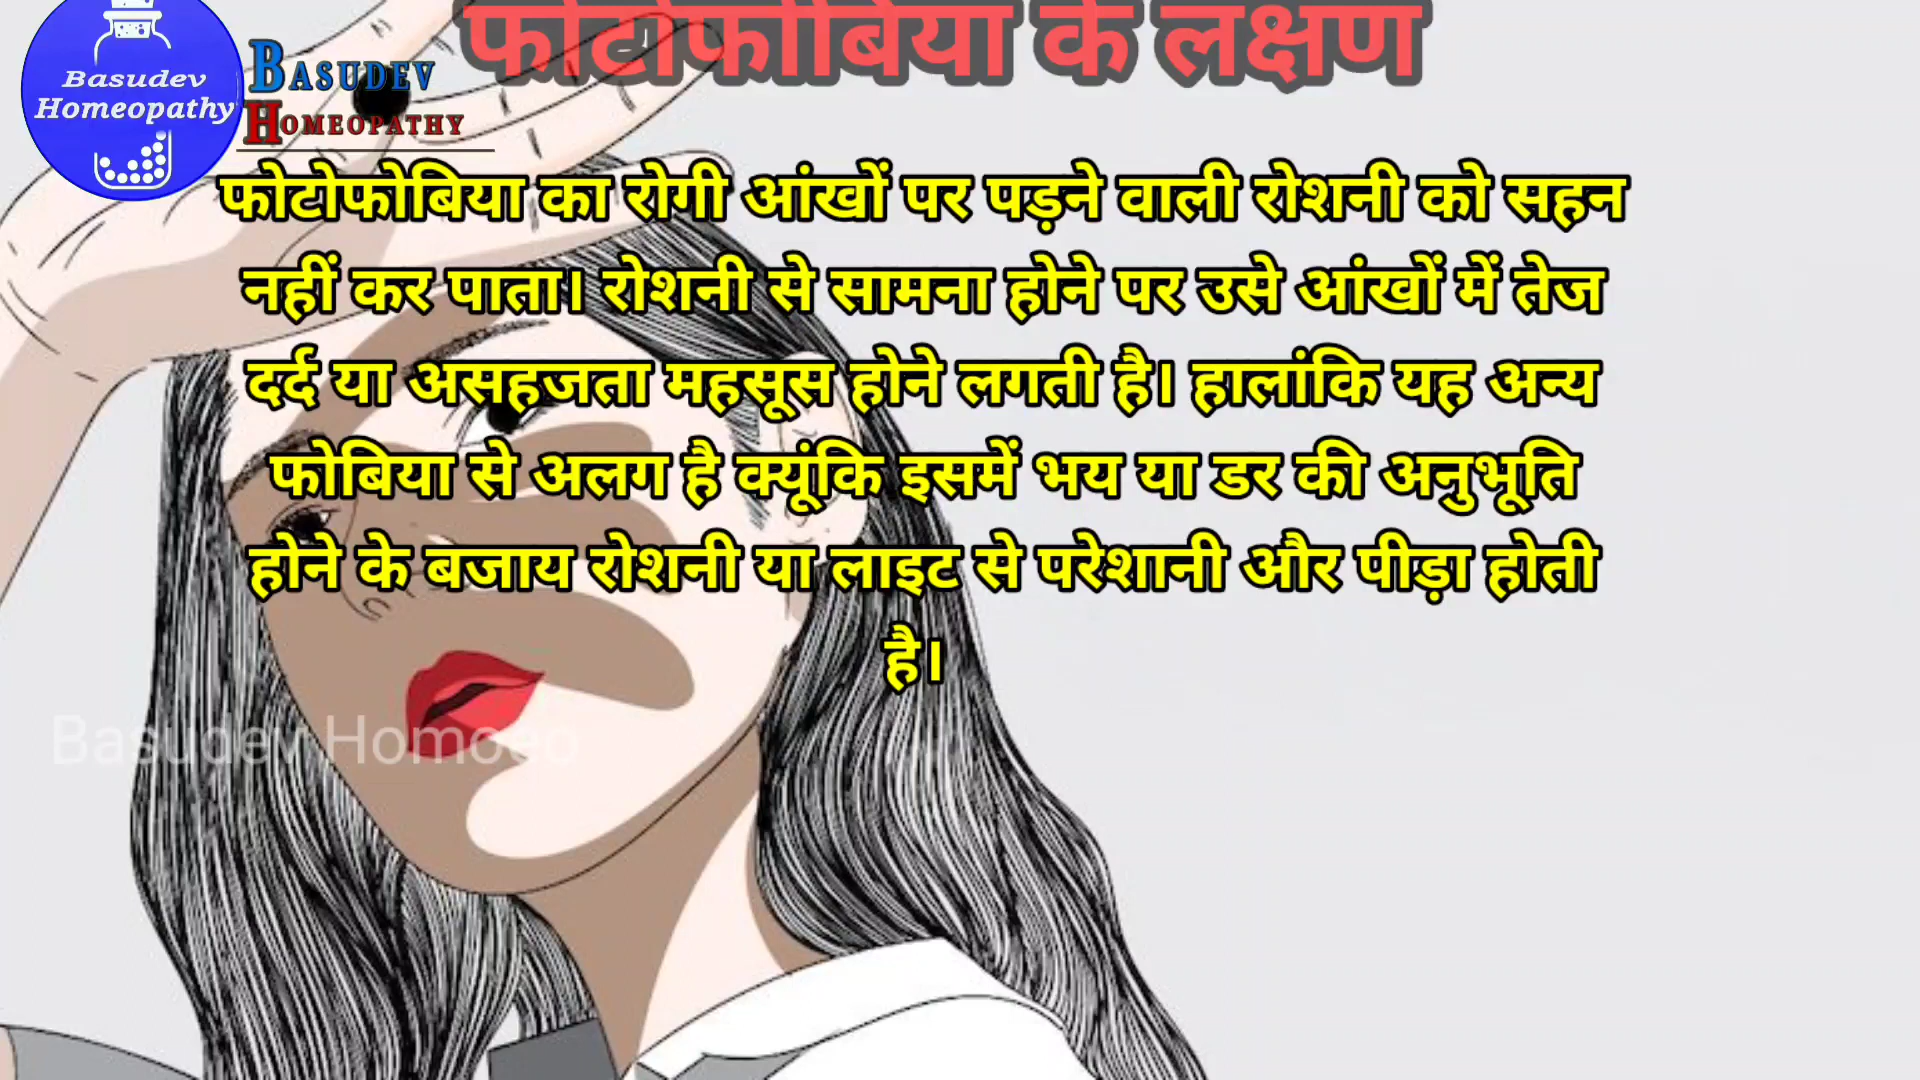 फोटोफोबिया के लक्षण
Basudev
Homeopathy
BASUDEV
HOMEOPATHY
फोटोफोबिया का रोगी आंखों पर पड़ने वाली रोशनी को सहन
नहीं कर पाता। रोशनी से सामना होने पर उसे आंखों में तेज
दर्द या असहजता महसूस होने लगती है। हालांकि यह अन्य
फोबिया से अलग है क्यूंकि इसमें भय या डर की अनुभूति
होने के बजाय रोशनी या लाइट से परेशानी और पीड़ा होती
है।
Basudev Homoeo